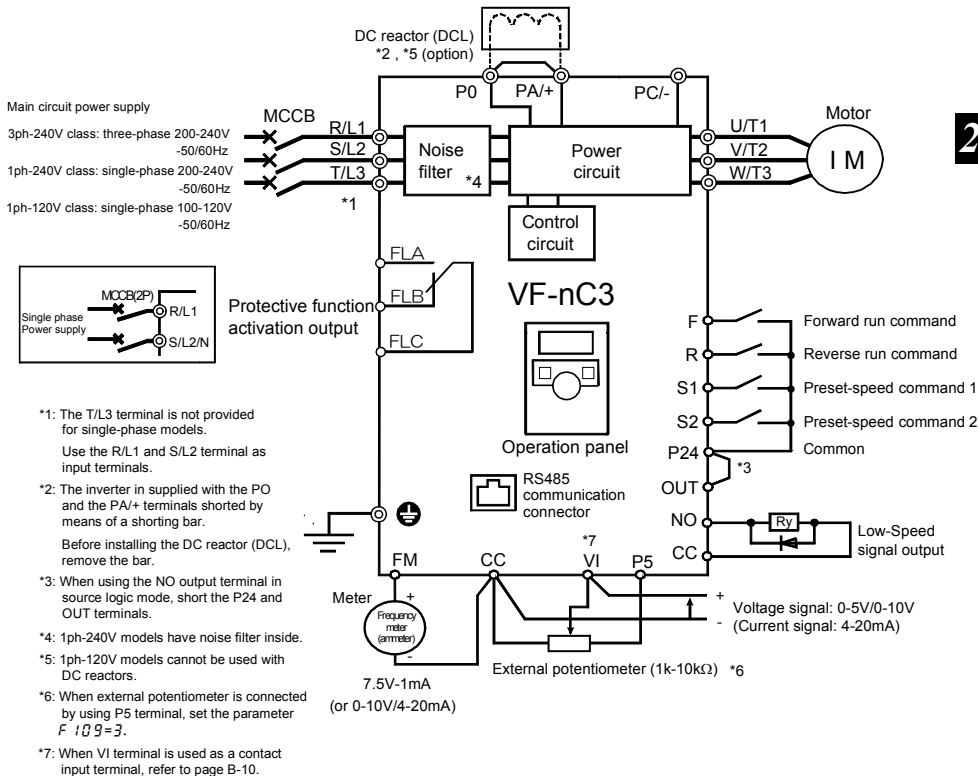 DC reactor (DCL)
*2 , *5 (option)
P0
PA/+
PC/-
Main circuit power supply
MCCB
3ph-240V class: three-phase 200-240V
-50/60Hz
1ph-240V class: single-phase 200-240V
-50/60Hz
1ph-120V class: single-phase 100-120V
-50/60Hz
R/L1
S/L2
T/L3
*1
Noise
filter
*4
Power
circuit
Control
circuit
U/T1
V/T2
W/T3
Motor
I M
2
MCCB(2P)
Single phase
Power supply
R/L1
S/L2/N
Protective function
activation output
FLA
FLB
FLC
VF-nC3
Operation panel
RS485
communication
connector
F
Forward run command
R
Reverse run command
S1
Preset-speed command 1
S2
Preset-speed command 2
P24
Common
*3
OUT
NO
Ry
CC
Low-Speed
signal output
FM
CC
*7
VI
P5
Meter
+
Frequency
meter
(ammeter)
-
7.5V-1mA
(or 0-10V/4-20mA)
+
-
Voltage signal: 0-5V/0-10V
(Current signal: 4-20mA)
External potentiometer (1k-10kΩ) *6
*1: The T/L3 terminal is not provided
for single-phase models.
Use the R/L1 and S/L2 terminal as
input terminals.
*2: The inverter in supplied with the PO
and the PA/+ terminals shorted by
means of a shorting bar.
Before installing the DC reactor (DCL),
remove the bar.
*3: When using the NO output terminal in
source logic mode, short the P24 and
OUT terminals.
*4: 1ph-240V models have noise filter inside.
*5: 1ph-120V models cannot be used with
DC reactors.
*6: When external potentiometer is connected
by using P5 terminal, set the parameter
F 109=3.
*7: When VI terminal is used as a contact
input terminal, refer to page B-10.